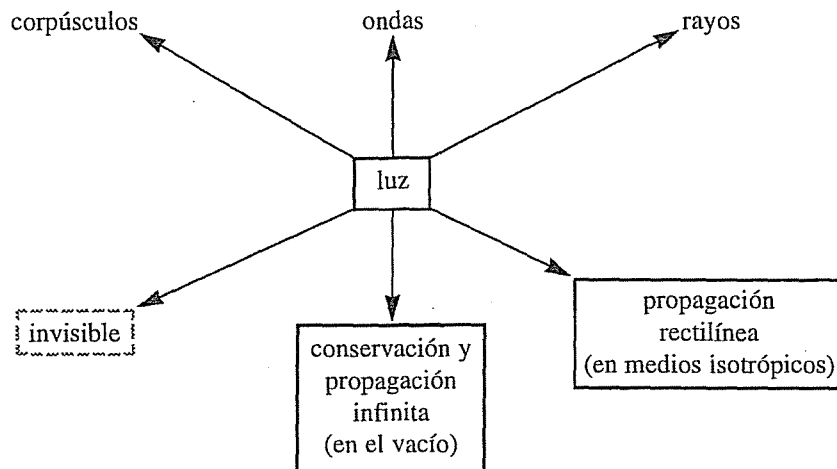 corpúsculos
ondas
rayos
luz
invisible
conservación y
propagación
infinita
(en el vacío)
propagación
rectilínea
(en medios isotrópicos)